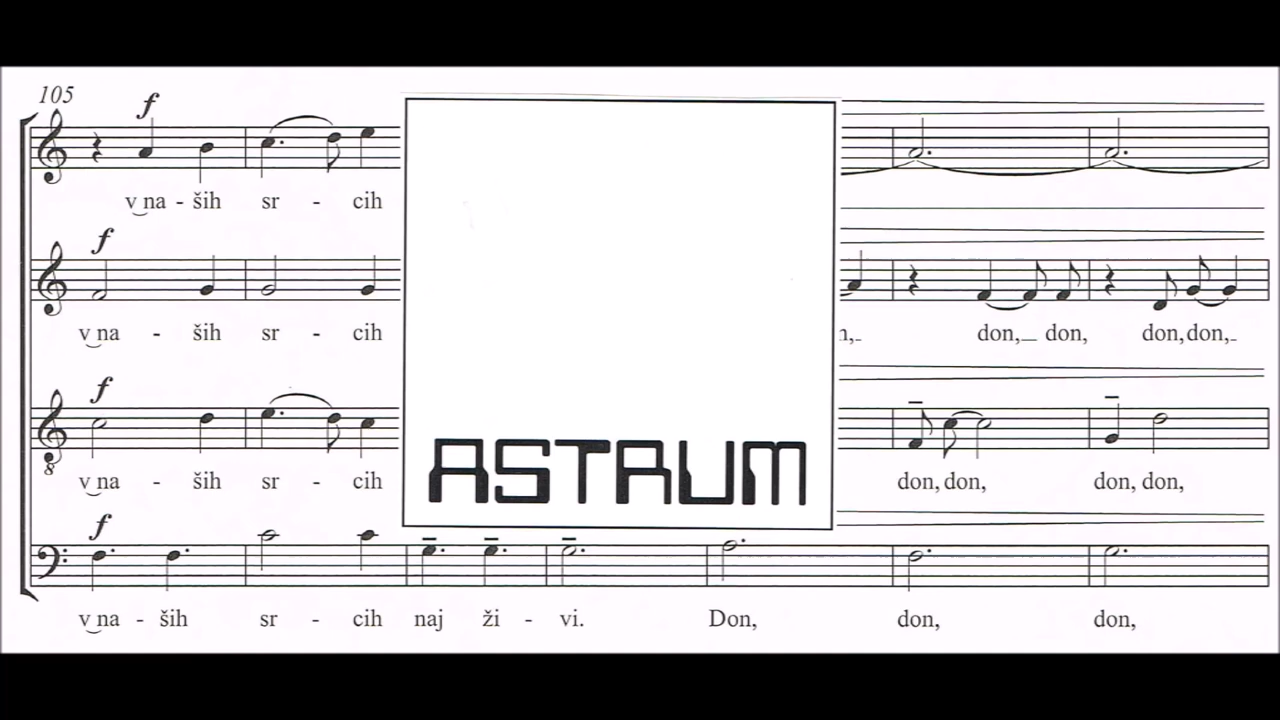 105
f
v na - ših sr - cih
f
v na - ših sr - cih
don, don, don, don,
f
v na - ših sr - cih
don, don, don, don,
ASTRUM
f
v na - ših sr - cih naj ži - vi. Don, don, don,
8